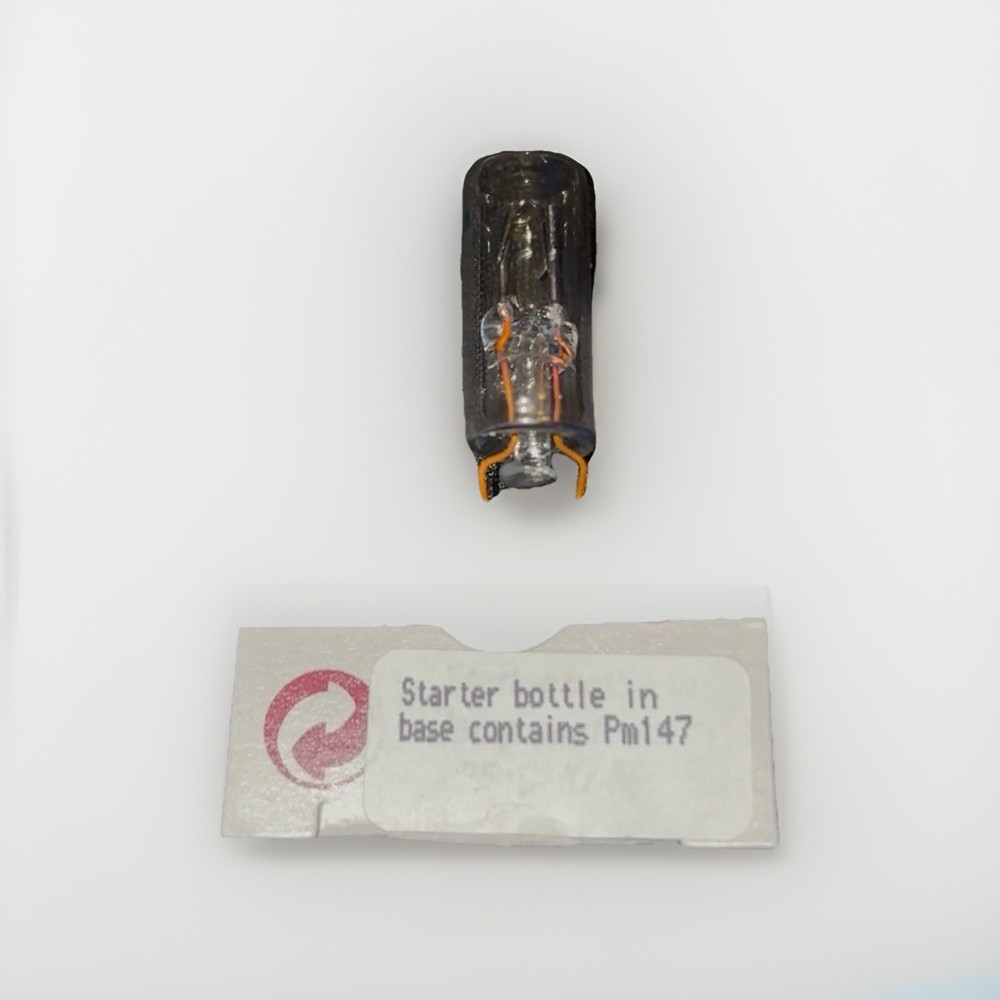 Starter bottle in
base contains Pm147